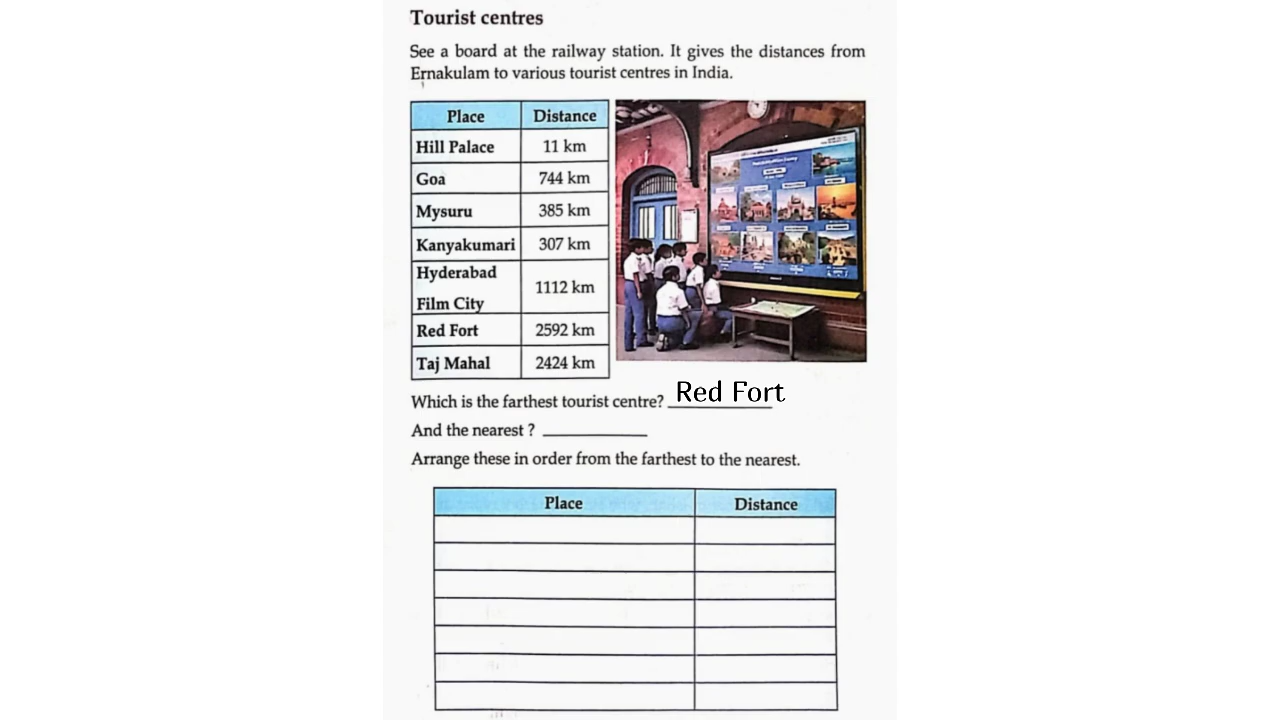 Tourist centres
See a board at the railway station. It gives the distances from
Ernakulam to various tourist centres in India.
Place Distance
Hill Palace 11 km
Goa 744 km
Mysuru 385 km
Kanyakumari 307 km
Hyderabad
Film City 1112 km
Red Fort 2592 km
Taj Mahal 2424 km
Which is the farthest tourist centre? Red Fort
And the nearest ? __________
Arrange these in order from the farthest to the nearest.
Place Distance